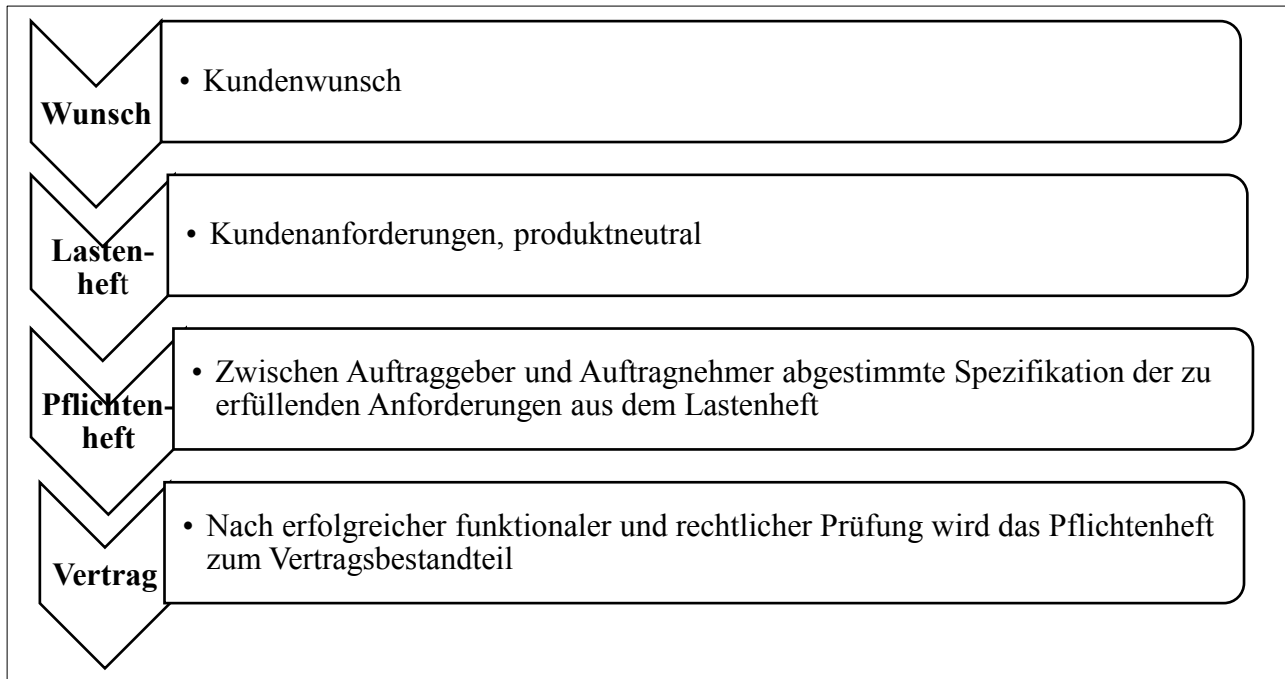 Wunsch
• Kundenwunsch
Lasten-
heft
• Kundenanforderungen, produktneutral
Pflichten-
heft
• Zwischen Auftraggeber und Auftragnehmer abgestimmte Spezifikation der zu
erfüllenden Anforderungen aus dem Lastenheft
Vertrag
• Nach erfolgreicher funktionaler und rechtlicher Prüfung wird das Pflichtenheft
zum Vertragsbestandteil